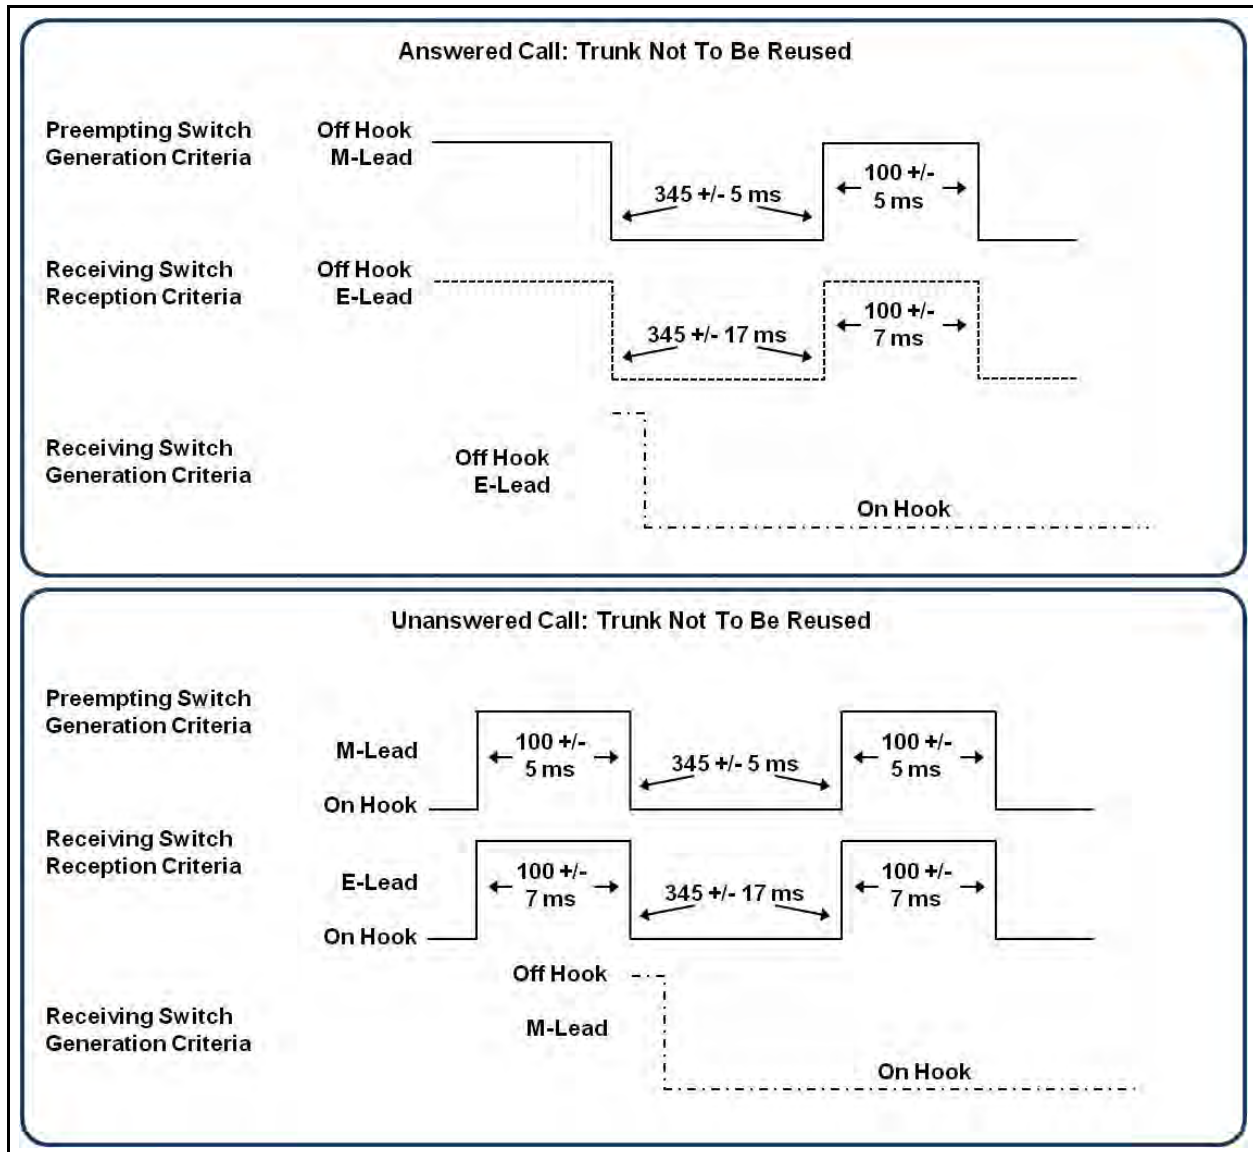 Answered Call: Trunk Not To Be Reused
Preempting Switch
Generation Criteria
Off Hook
M-Lead
345 +/- 5 ms
100 +/-
5 ms
Receiving Switch
Reception Criteria
Off Hook
E-Lead
345 +/- 17 ms
100 +/-
7 ms
Receiving Switch
Generation Criteria
Off Hook
E-Lead
On Hook
Unanswered Call: Trunk Not To Be Reused
Preempting Switch
Generation Criteria
M-Lead
On Hook
100 +/-
5 ms
345 +/- 5 ms
100 +/-
5 ms
Receiving Switch
Reception Criteria
E-Lead
On Hook
100 +/-
7 ms
345 +/- 17 ms
100 +/-
7 ms
Receiving Switch
Generation Criteria
Off Hook
M-Lead
On Hook